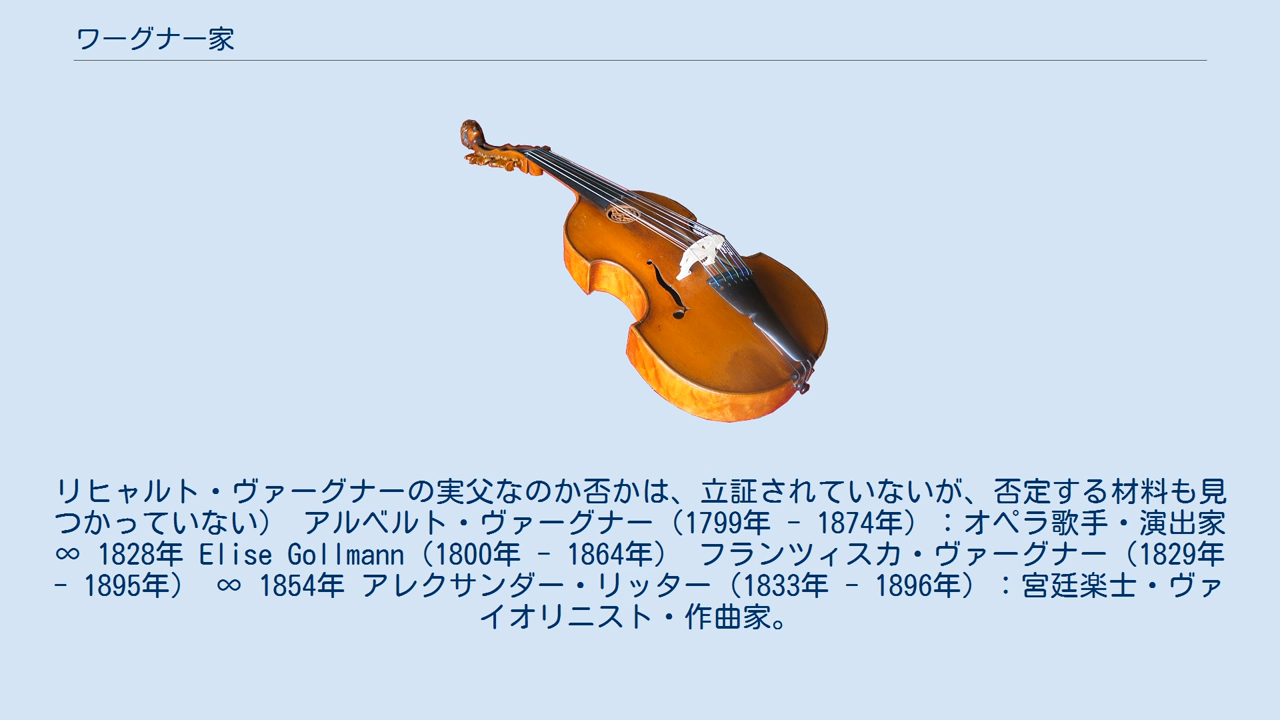 ワーグナー家
リヒャルト・ヴァーグナーの実父なのか否かは、立証されていないが、否定する材料も見
つかっていない） アルベルト・ヴァーグナー（1799年 - 1874年）：オペラ歌手・演出家
∞ 1828年 Elise Gollmann（1800年 - 1864年） フランツィスカ・ヴァーグナー（1829年
- 1895年） ∞ 1854年 アレクサンダー・リッター（1833年 - 1896年）：宮廷楽士・ヴァ
イオリニスト・作曲家。